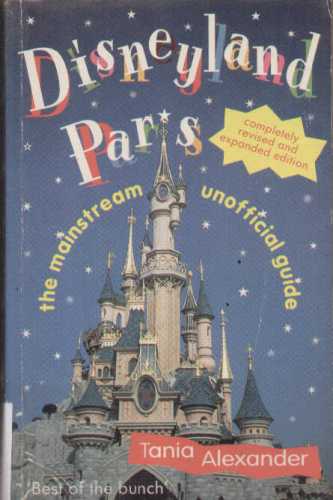 Disneyland
Paris
completely
revised and
expanded edition
the mainstream unofficial guide
Tania
Alexander
'Best of the bunch'